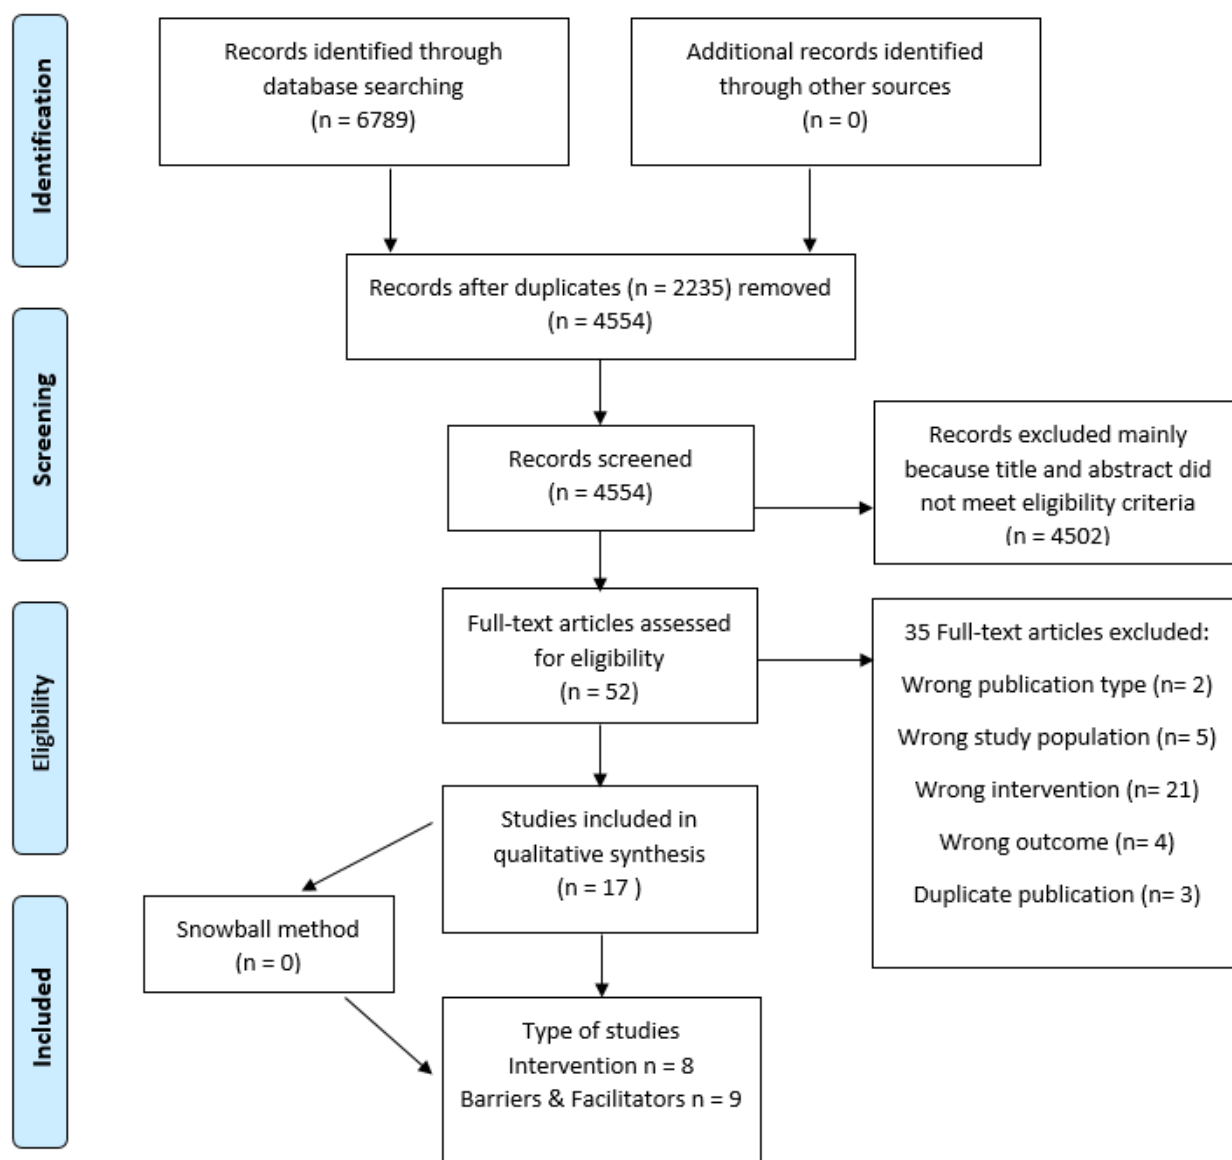 Identification
Records identified through
database searching
(n = 6789)
Additional records identified
through other sources
(n = 0)
Records after duplicates (n = 2235) removed
(n = 4554)
Screening
Records screened
(n = 4554)
Records excluded mainly
because title and abstract did
not meet eligibility criteria
(n = 4502)
Eligibility
Full-text articles assessed
for eligibility
(n = 52)
35 Full-text articles excluded:
Wrong publication type (n= 2)
Wrong study population (n= 5)
Wrong intervention (n= 21)
Wrong outcome (n= 4)
Duplicate publication (n= 3)
Studies included in
qualitative synthesis
(n = 17 )
Included
Snowball method
(n = 0)
Type of studies
Intervention n = 8
Barriers & Facilitators n = 9